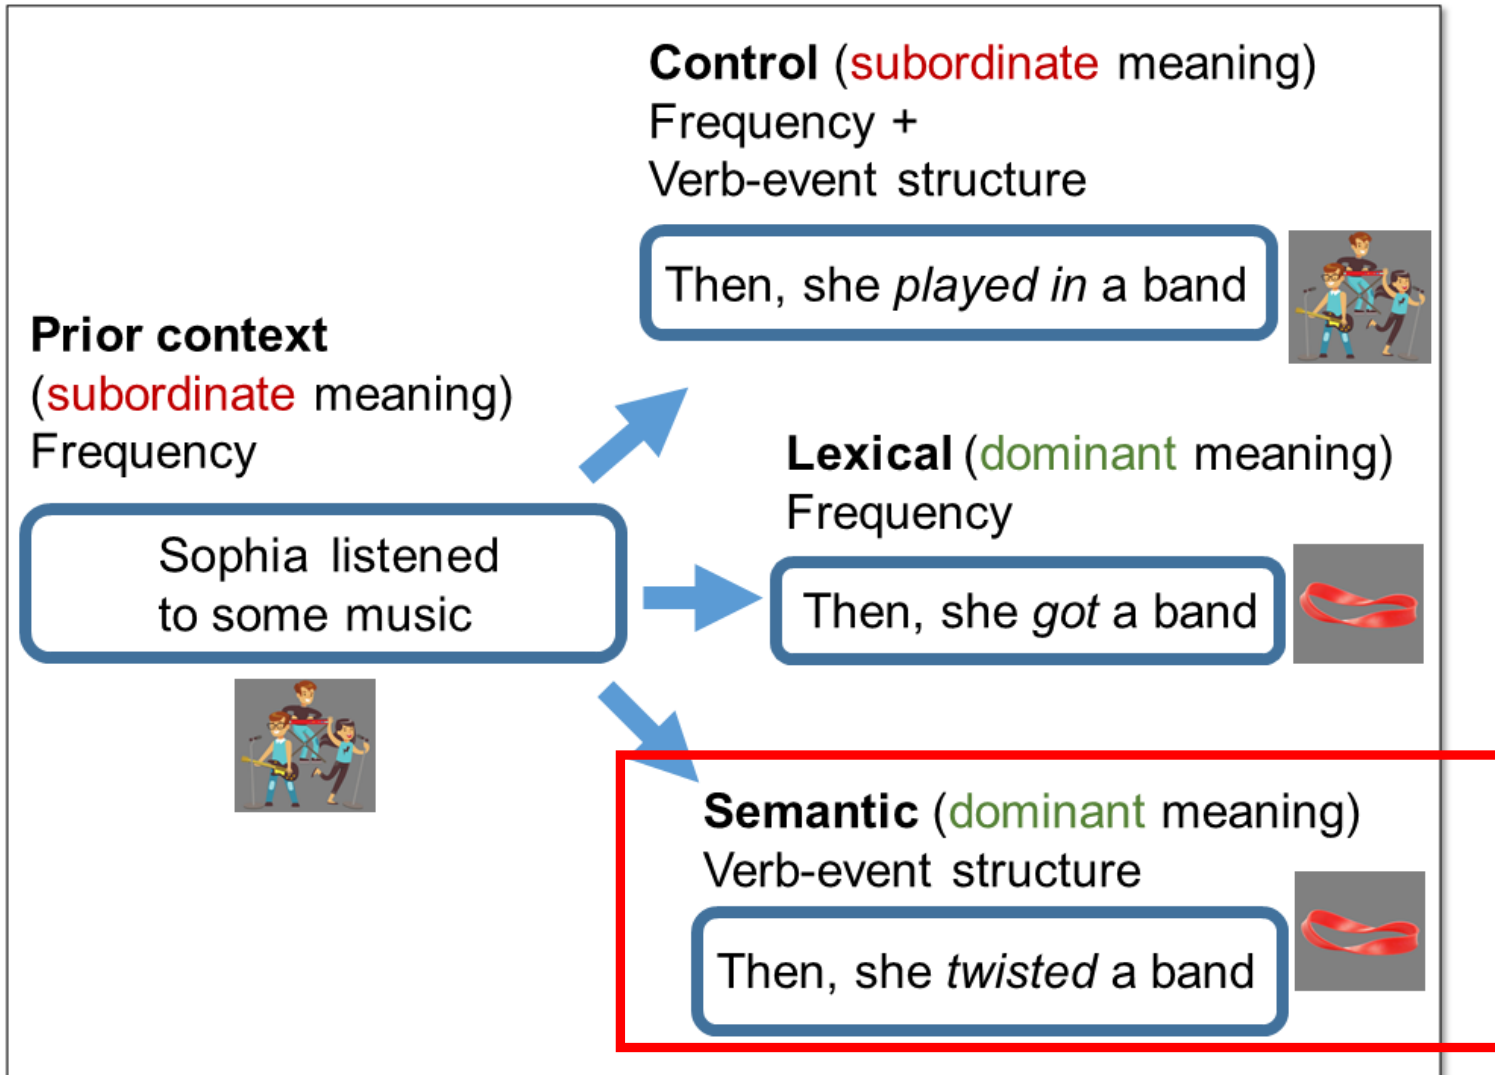 Control (subordinate meaning)
Frequency +
Verb-event structure
Then, she played in a band
Prior context
(subordinate meaning)
Frequency
Sophia listened
to some music
Lexical (dominant meaning)
Frequency
Then, she got a band
Semantic (dominant meaning)
Verb-event structure
Then, she twisted a band